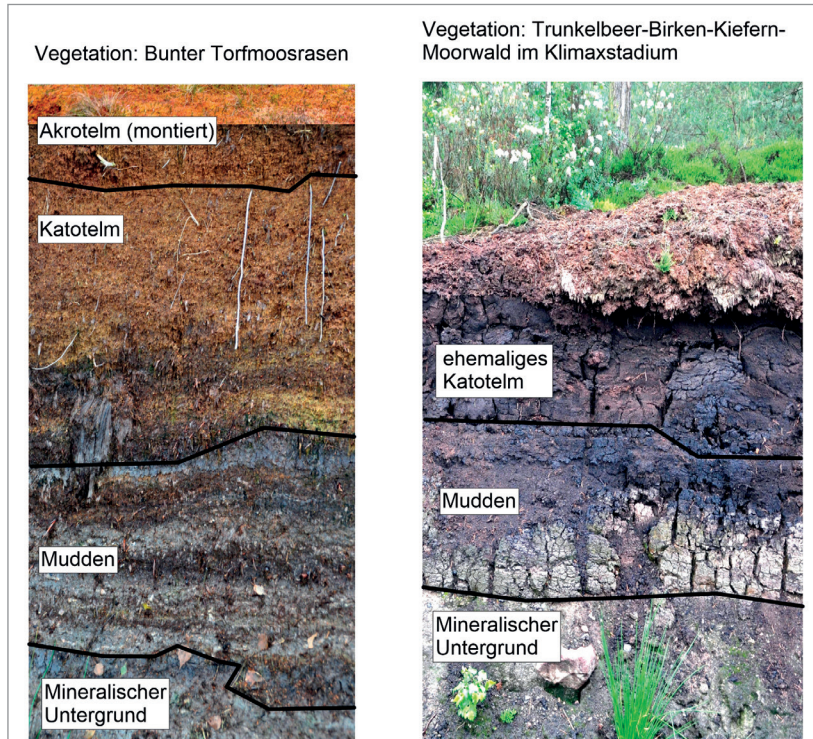 Vegetation: Bunter Torfmoosrasen
Akrotelm (montiert)
Katotelm
Mudden
Mineralischer
Untergrund
Vegetation: Trunkelbeer-Birken-Kiefern-
Moorwald im Klimaxstadium
ehemaliges
Katotelm
Mudden
Mineralischer
Untergrund